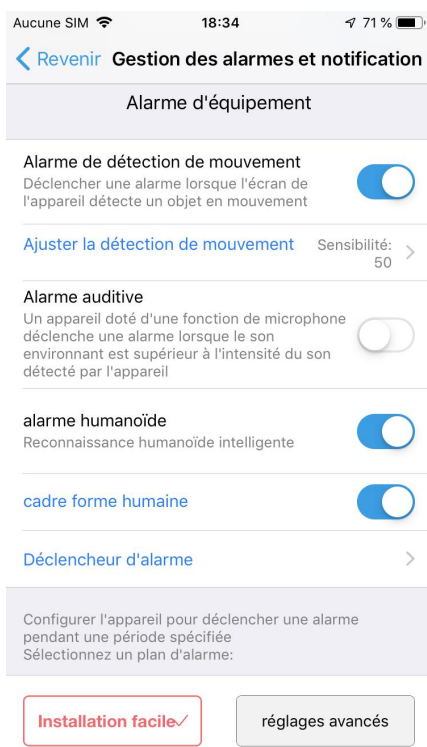 Aucune SIM 18:34 71 %
Revenir Gestion des alarmes et notification
Alarme d'équipement
Alarme de détection de mouvement
Déclencher une alarme lorsque l'écran de
l'appareil détecte un objet en mouvement
Ajuster la détection de mouvement Sensibilité:
50
Alarme auditive
Un appareil doté d'une fonction de microphone
déclenche une alarme lorsque le son
environnant est supérieur à l'intensité du son
détecté par l'appareil
alarme humanoïde
Reconnaissance humanoïde intelligente
cadre forme humaine
Déclencheur d'alarme
Configurer l'appareil pour déclencher une alarme
pendant une période spécifiée
Sélectionnez un plan d'alarme:
Installation facile✓ réglages avancés